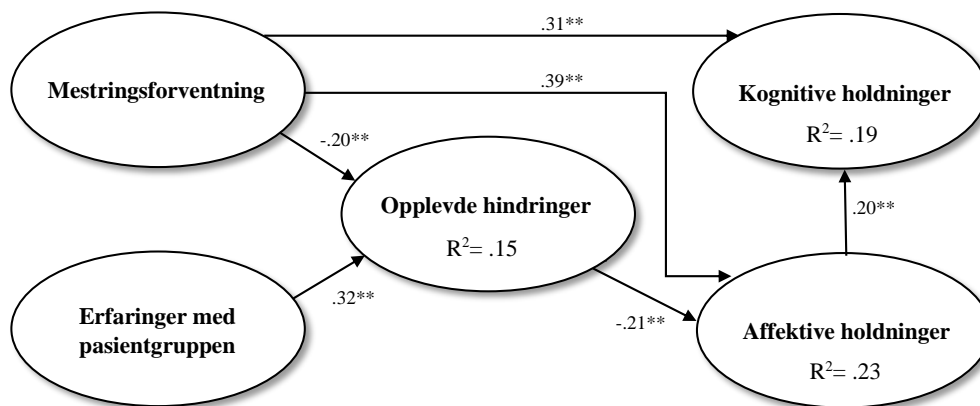 .31**
Mestringsforventning
.39**
Kognitive holdninger
R²= .19
-.20**
Opplevde hindringer
R²= .15
.20**
.32**
Erfaringer med
pasientgruppen
-.21**
Affektive holdninger
R²= .23